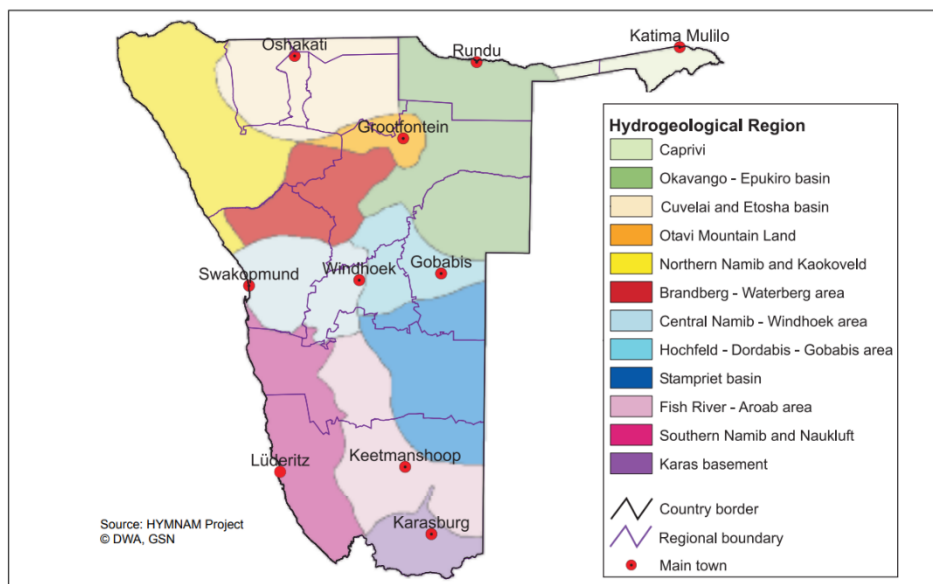 Katima Mulilo
Oshakati
Rundu
Grootfontein
Swakopmund
Windhoek
Gobabis
Lüderitz
Keetmanshoop
Karasburg
Source: HYMNAM Project
© DWA, GSN
Hydrogeological Region
Caprivi
Okavango - Epukiro basin
Cuvelai and Etosha basin
Otavi Mountain Land
Northern Namib and Kaokoveld
Brandberg - Waterberg area
Central Namib - Windhoek area
Hochfeld - Dordabis - Gobabis area
Stampriet basin
Fish River - Aroab area
Southern Namib and Naukluft
Karas basement
Country border
Regional boundary
Main town